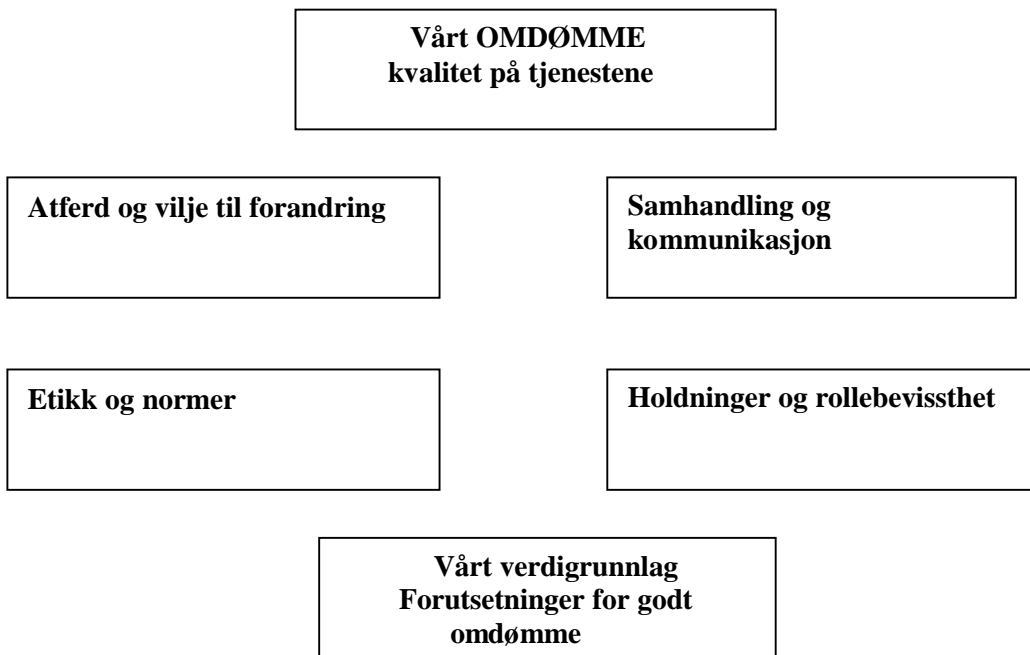 Vårt OMDØMME
kvalitet på tjenestene
Atferd og vilje til forandring
Samhandling og
kommunikasjon
Etikk og normer
Holdninger og rollebevissthet
Vårt verdigrunnlag
Forutsetninger for godt
omdømme